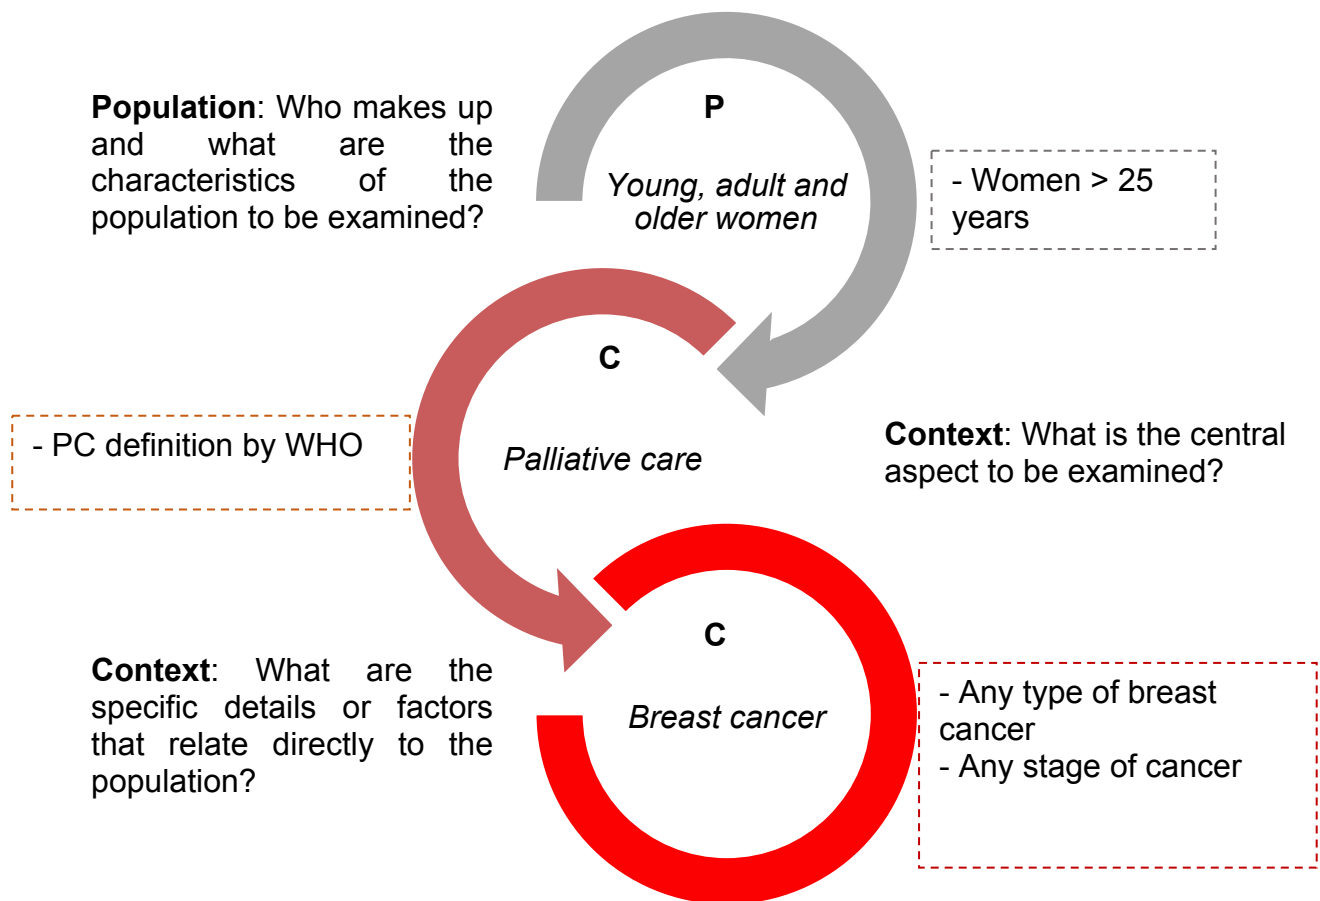 Population: Who makes up
and what are the
characteristics of the
population to be examined?
P
Young, adult and
older women
- Women > 25
years
C
Palliative care
- PC definition by WHO
Context: What is the central
aspect to be examined?
Context: What are the
specific details or factors
that relate directly to the
population?
C
Breast cancer
- Any type of breast
cancer
- Any stage of cancer